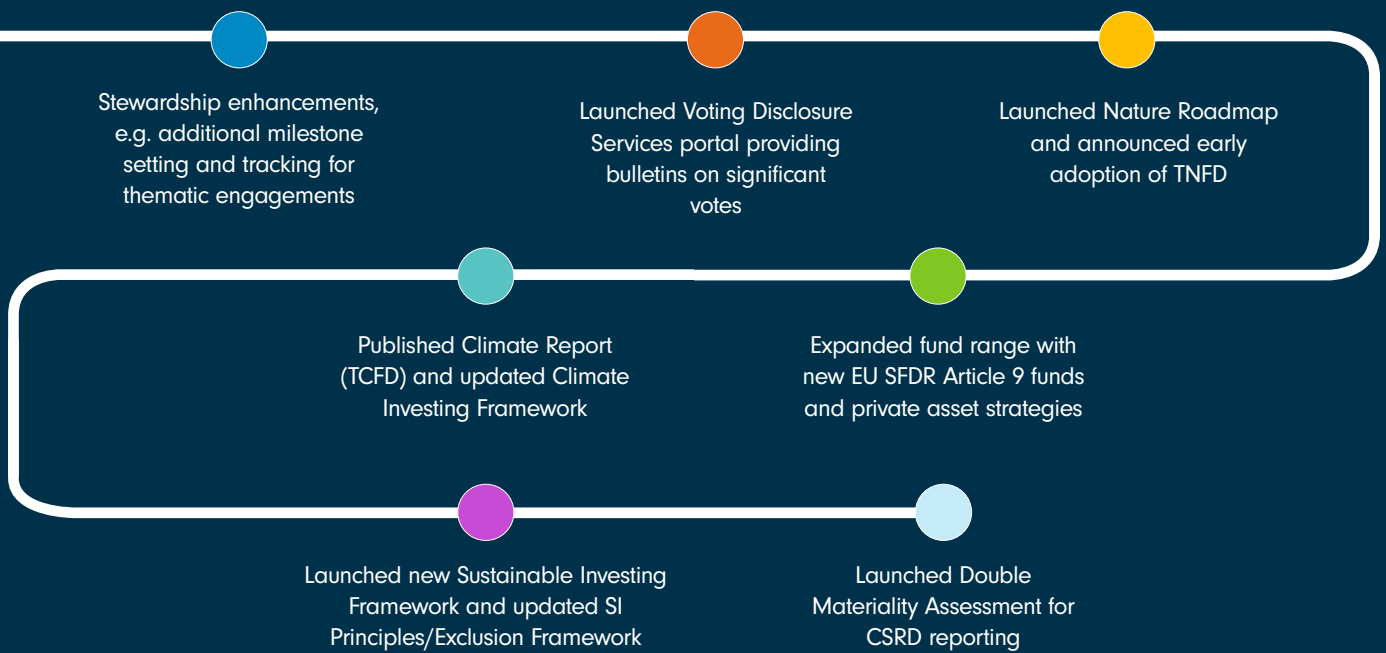 Stewardship enhancements,
e.g. additional milestone
setting and tracking for
thematic engagements
Launched Voting Disclosure
Services portal providing
bulletins on significant
votes
Launched Nature Roadmap
and announced early
adoption of TNFD
Published Climate Report
(TCFD) and updated Climate
Investing Framework
Expanded fund range with
new EU SFDR Article 9 funds
and private asset strategies
Launched new Sustainable Investing
Framework and updated SI
Principles/Exclusion Framework
Launched Double
Materiality Assessment for
CSRD reporting